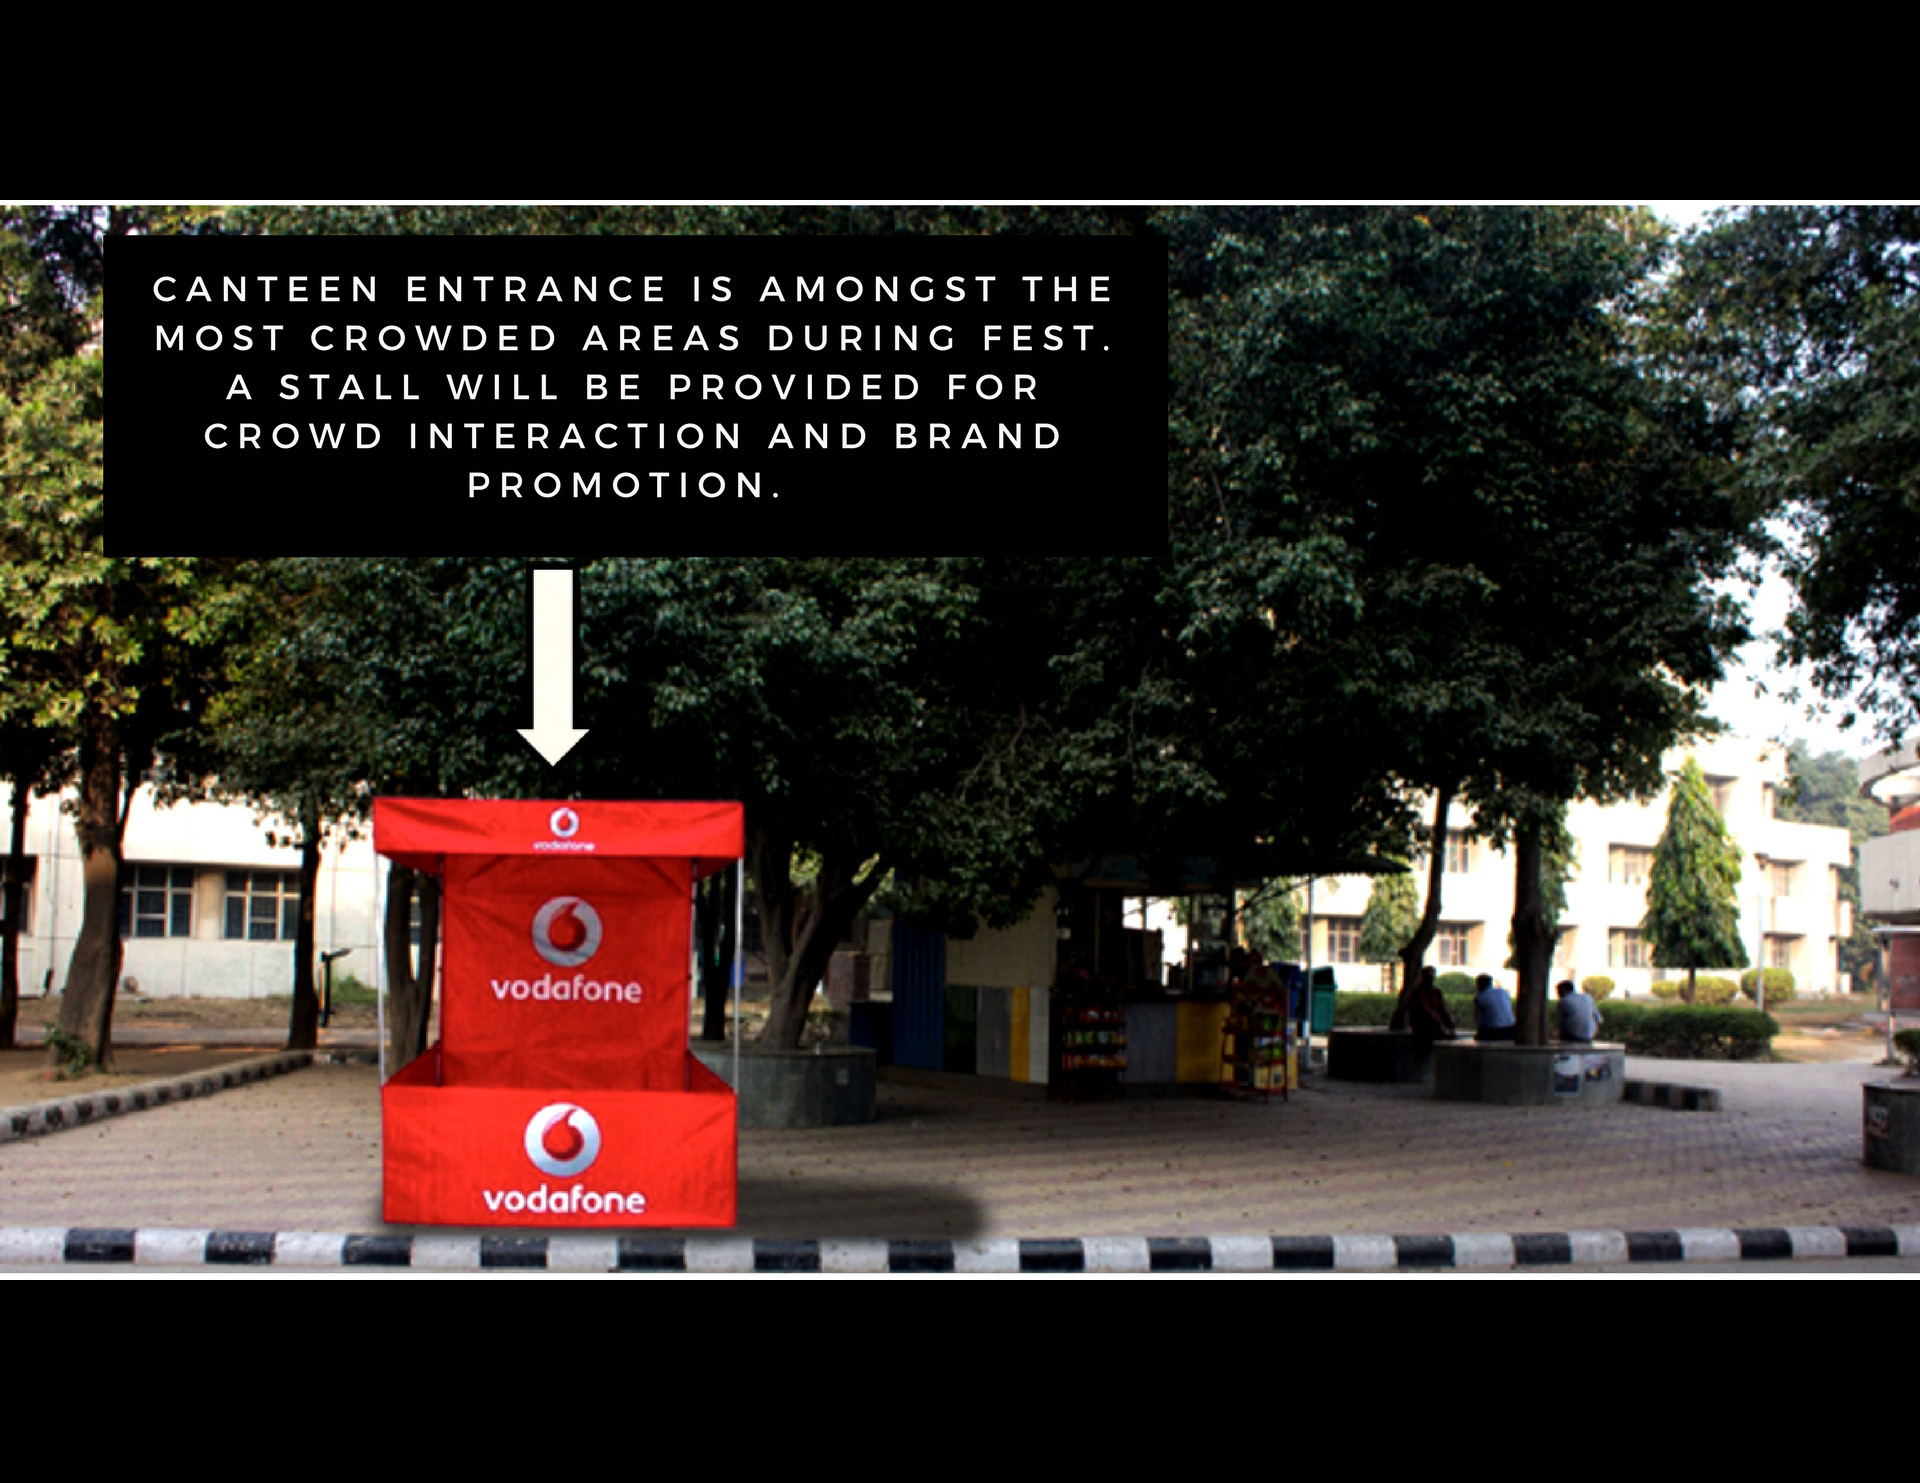 CANTEEN ENTRANCE IS AMONGST THE
MOST CROWDED AREAS DURING FEST.
A STALL WILL BE PROVIDED FOR
CROWD INTERACTION AND BRAND
PROMOTION.
vodafone
vodafone
vodafone